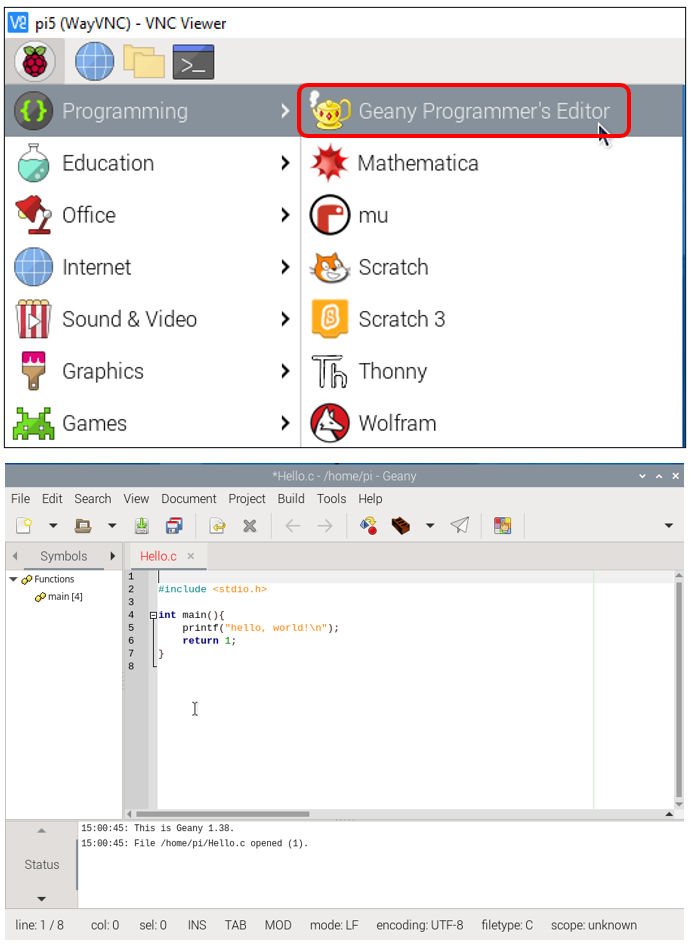 pi5 (WayVNC) - VNC Viewer
Programming
Geany Programmer's Editor
Education
Mathematica
Office
mu
Internet
Scratch
Sound & Video
Scratch 3
Graphics
Thonny
Games
Wolfram
*Hello.c - /home/pi - Geany
File Edit Search View Document Project Build Tools Help
Symbols
Hello.c
Functions
main [4]
1
2 #include <stdio.h>
3
4 int main(){
5 printf("hello, world!\n");
6 return 1;
7 }
8
Status
15:00:45: This is Geany 1.38.
15:00:45: File /home/pi/Hello.c opened (1).
line: 1 / 8 col: 0 sel: 0 INS TAB MOD mode: LF encoding: UTF-8 filetype: C scope: unknown